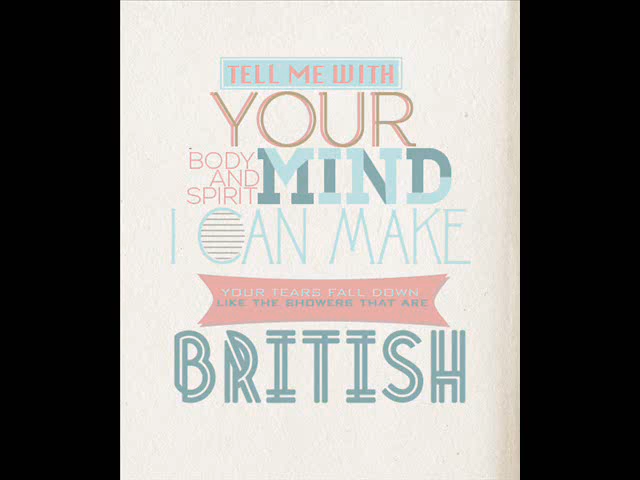 TELL ME WITH
YOUR
BODY
AND
SPIRIT
MIND
I CAN MAKE
YOUR TEARS FALL DOWN
LIKE THE SHOWERS THAT ARE
BRITISH